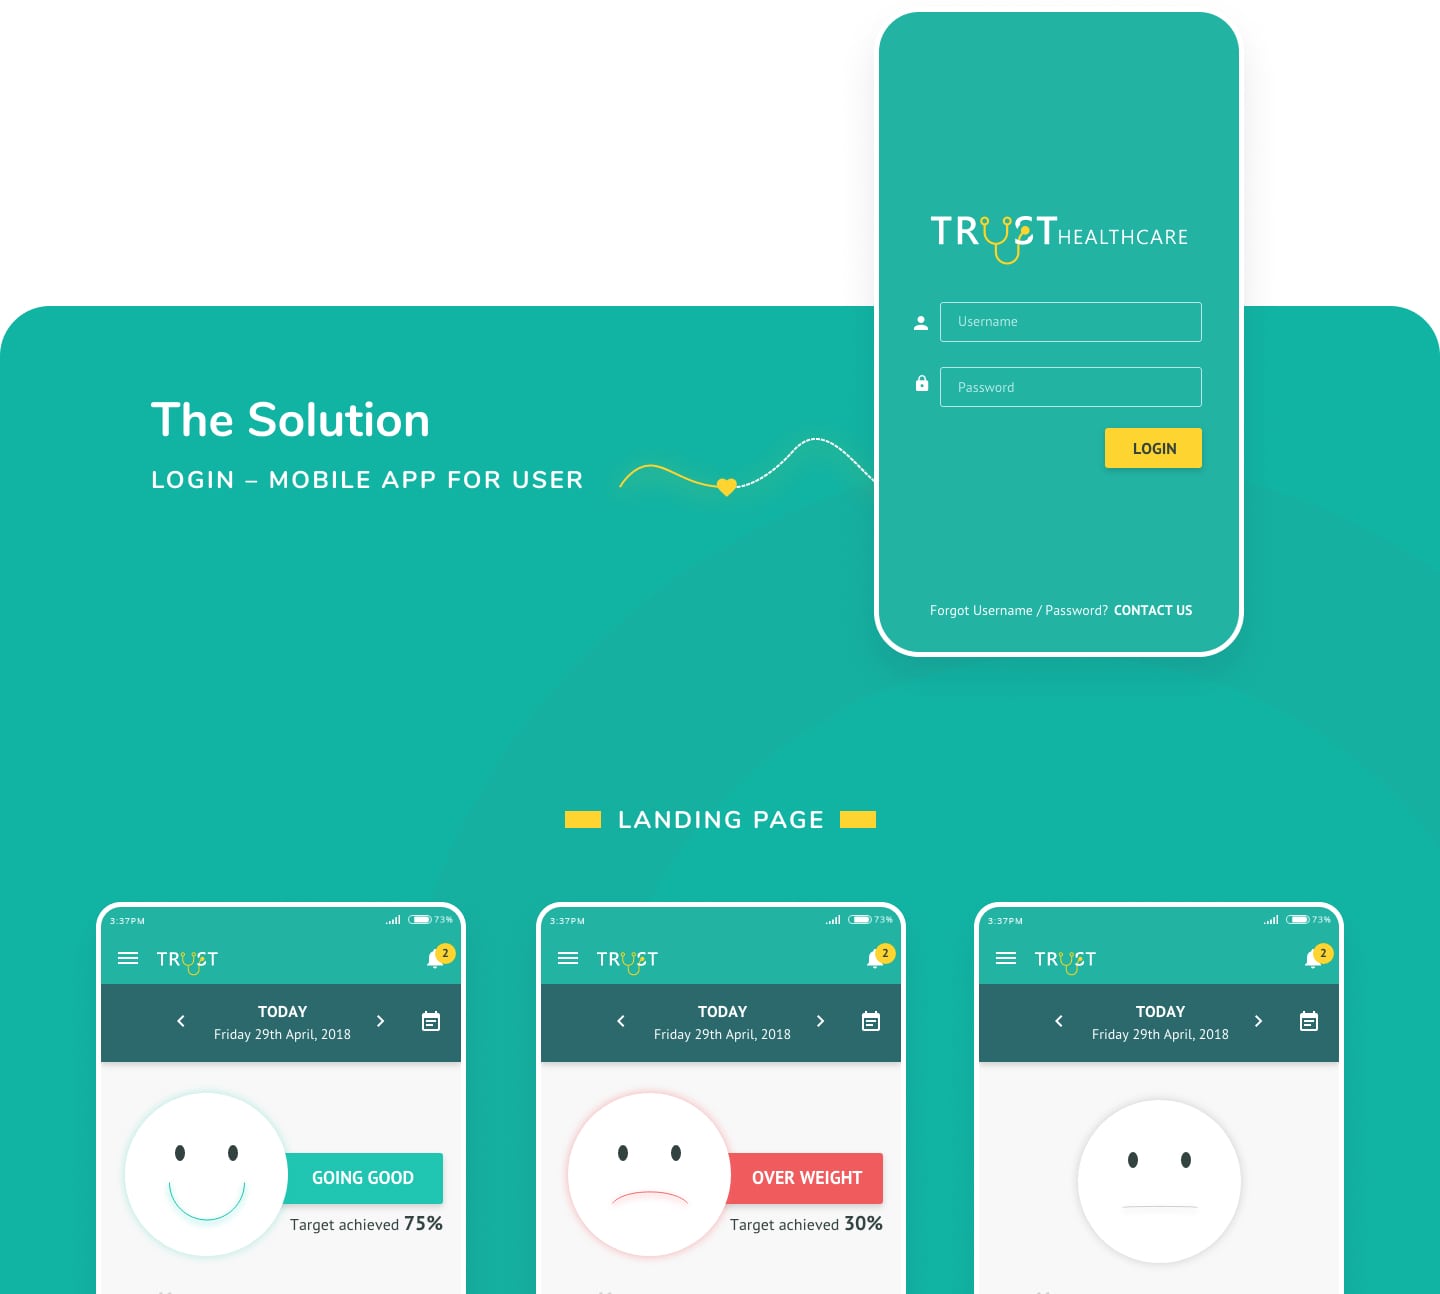 TRUST HEALTHCARE
Username
Password
LOGIN
Forgot Username / Password? CONTACT US
The Solution
LOGIN – MOBILE APP FOR USER
LANDING PAGE
3:37PM 73%
TRUST 2
TODAY
Friday 29th April, 2018
GOING GOOD
Target achieved 75%
3:37PM 73%
TRUST 2
TODAY
Friday 29th April, 2018
OVER WEIGHT
Target achieved 30%
3:37PM 73%
TRUST 2
TODAY
Friday 29th April, 2018